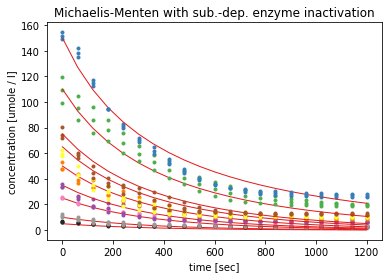 Michaelis-Menten with sub.-dep. enzyme inactivation
concentration [umole / l]
160
140
120
100
80
60
40
20
0
0 200 400 600 800 1000 1200
time [sec]